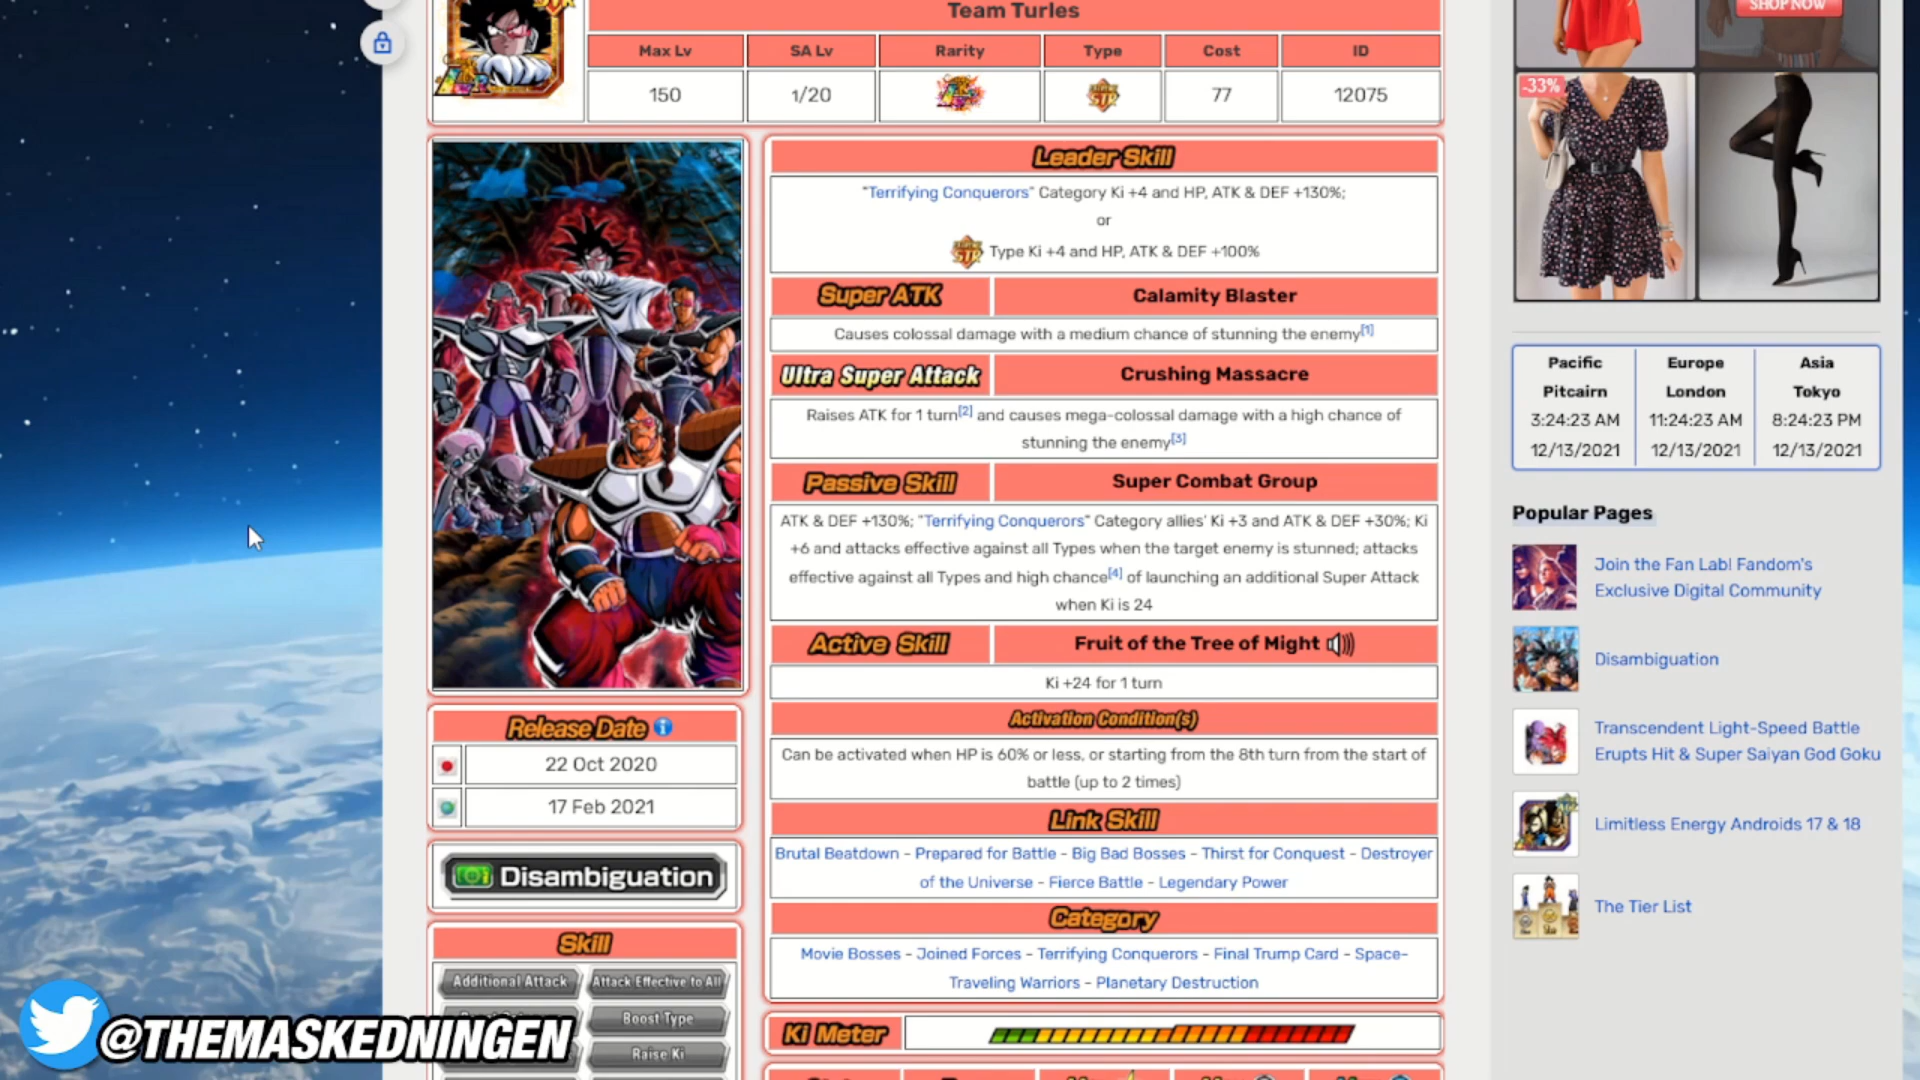 Team Turles
Max Lv SA Lv Rarity Type Cost ID
150 1/20 LR SUPER STR 77 12075
Leader Skill
"Terrifying Conquerors" Category Ki +4 and HP, ATK & DEF +130%;
or
SUPER STR Type Ki +4 and HP, ATK & DEF +100%
Super ATK Calamity Blaster
Causes colossal damage with a medium chance of stunning the enemy[1]
Ultra Super Attack Crushing Massacre
Raises ATK for 1 turn[2] and causes mega-colossal damage with a high chance of
stunning the enemy[3]
Passive Skill Super Combat Group
ATK & DEF +130%; "Terrifying Conquerors" Category allies' Ki +3 and ATK & DEF +30%; Ki
+6 and attacks effective against all Types when the target enemy is stunned; attacks
effective against all Types and high chance[4] of launching an additional Super Attack
when Ki is 24
Active Skill Fruit of the Tree of Might
Ki +24 for 1 turn
Activation Condition(s)
Can be activated when HP is 60% or less, or starting from the 8th turn from the start of
battle (up to 2 times)
Link Skill
Brutal Beatdown - Prepared for Battle - Big Bad Bosses - Thirst for Conquest - Destroyer
of the Universe - Fierce Battle - Legendary Power
Category
Movie Bosses - Joined Forces - Terrifying Conquerors - Final Trump Card - Space-
Traveling Warriors - Planetary Destruction
Ki Meter
Release Date
22 Oct 2020
17 Feb 2021
Disambiguation
Skill
Additional Attack Attack Effective to All
Boost Type
Raise Ki
@THEMASKEDNINGEN
SHOP NOW
-33%
Pacific Europe Asia
Pitcairn London Tokyo
3:24:23 AM 11:24:23 AM 8:24:23 PM
12/13/2021 12/13/2021 12/13/2021
Popular Pages
Join the Fan Lab! Fandom's
Exclusive Digital Community
Disambiguation
Transcendent Light-Speed Battle
Erupts Hit & Super Saiyan God Goku
Limitless Energy Androids 17 & 18
The Tier List